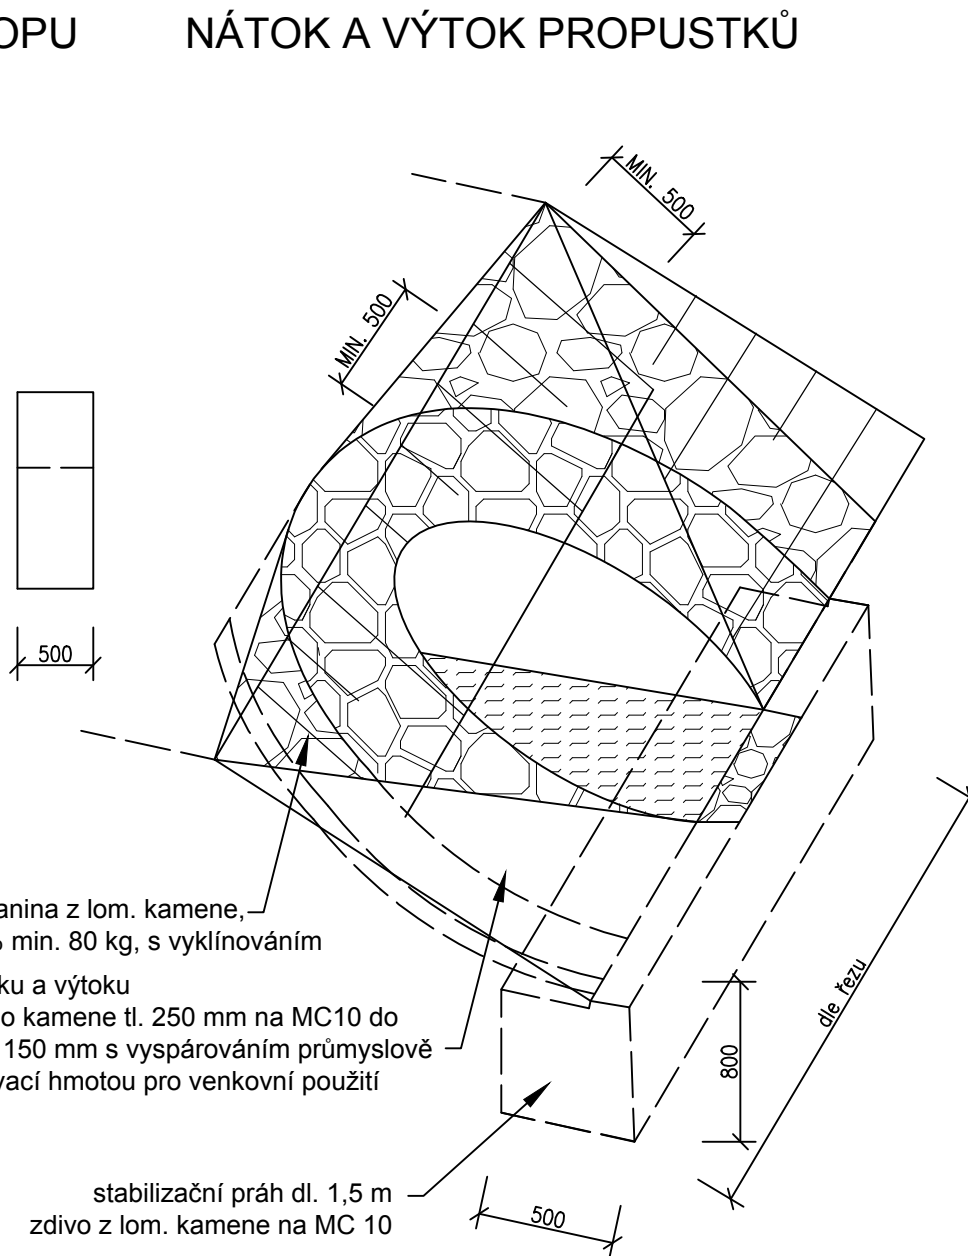 OPU
NÁTOK A VÝTOK PROPUSTKŮ
MIN. 500
MIN. 500
500
anina z lom. kamene,
min. 80 kg, s vyklínováním
ku a výtoku
o kamene tl. 250 mm na MC10 do
150 mm s vyspárováním průmyslově
vací hmotou pro venkovní použití
dle řezu
800
stabilizační práh dl. 1,5 m
zdivo z lom. kamene na MC 10
500